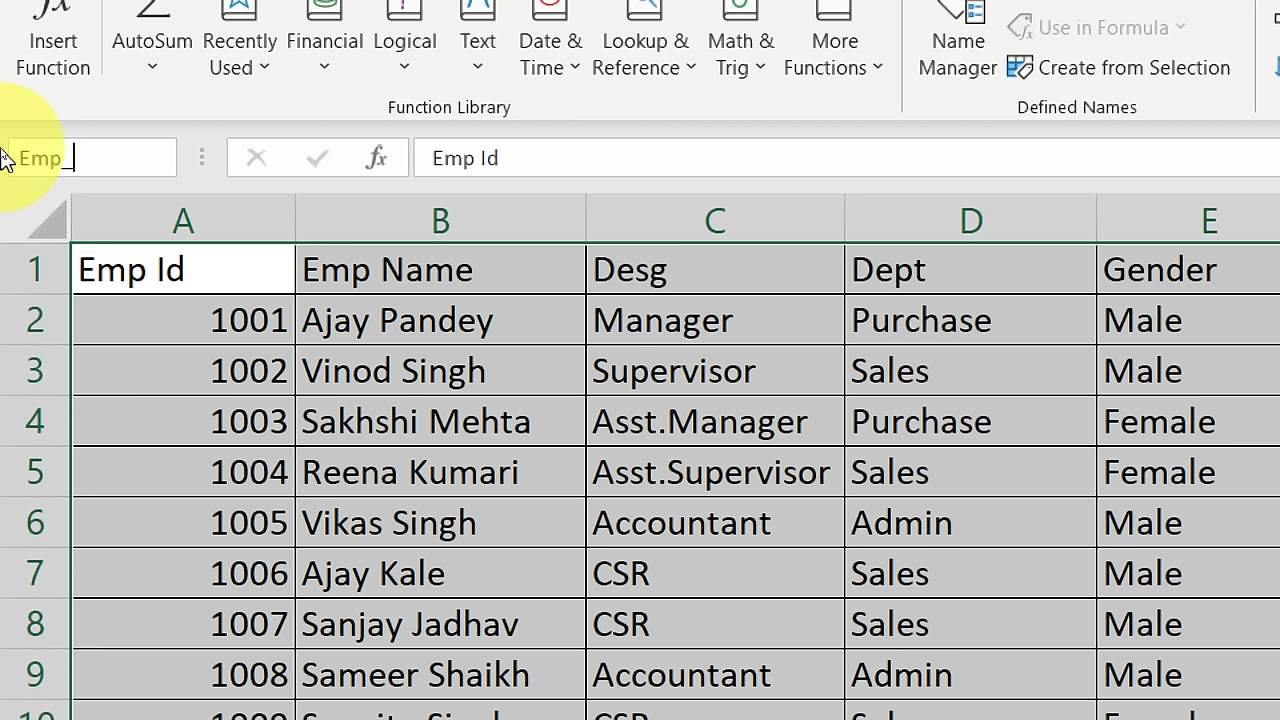 Insert Function
AutoSum
Recently Used
Financial
Logical
Text
Date & Time
Lookup & Reference
Math & Trig
More Functions
Name Manager
Use in Formula
Create from Selection
Function Library
Defined Names
Emp_
fx
Emp Id
A B C D E
1 Emp Id Emp Name Desg Dept Gender
2 1001 Ajay Pandey Manager Purchase Male
3 1002 Vinod Singh Supervisor Sales Male
4 1003 Sakhshi Mehta Asst.Manager Purchase Female
5 1004 Reena Kumari Asst.Supervisor Sales Female
6 1005 Vikas Singh Accountant Admin Male
7 1006 Ajay Kale CSR Sales Male
8 1007 Sanjay Jadhav CSR Sales Male
9 1008 Sameer Shaikh Accountant Admin Male